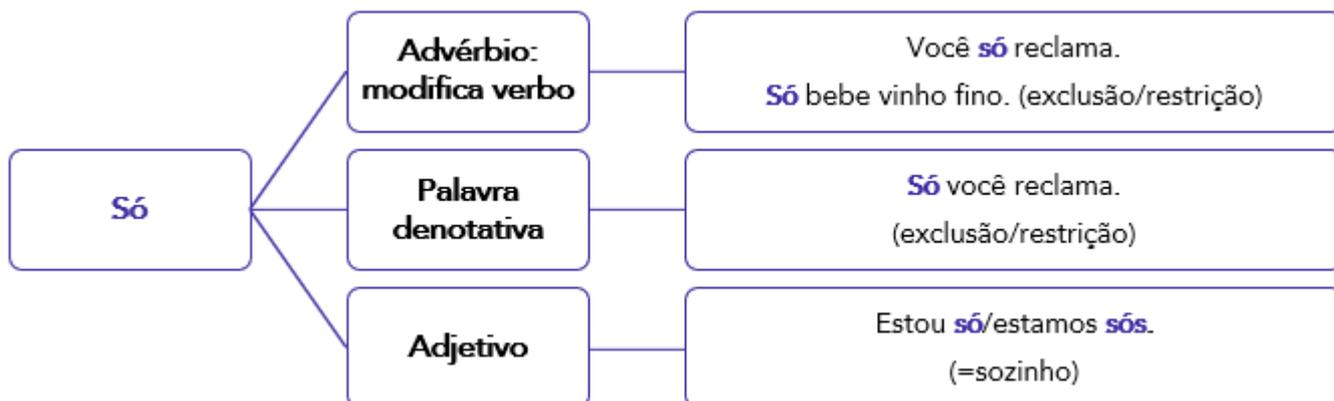 Só
Advérbio:
modifica verbo
Você só reclama.
Só bebe vinho fino. (exclusão/restrição)
Palavra
denotativa
Só você reclama.
(exclusão/restrição)
Adjetivo
Estou só/estamos sós.
(=sozinho)